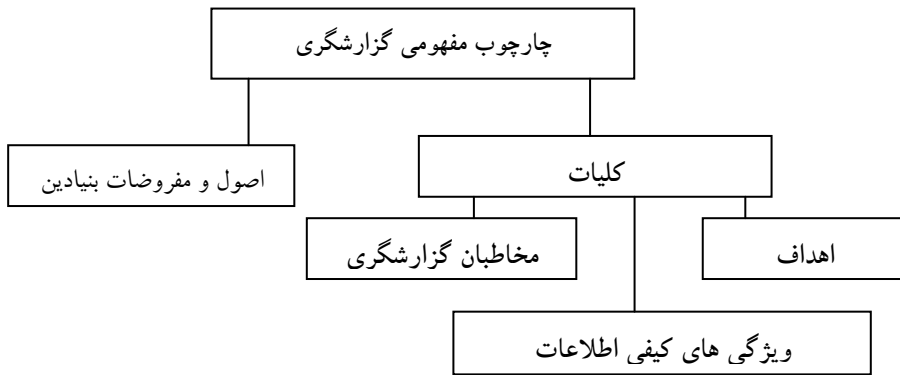 چارچوب مفهومی گزارشگری
کلیات
اصول و مفروضات بنیادین
اهداف
مخاطبان گزارشگری
ویژگی های کیفی اطلاعات